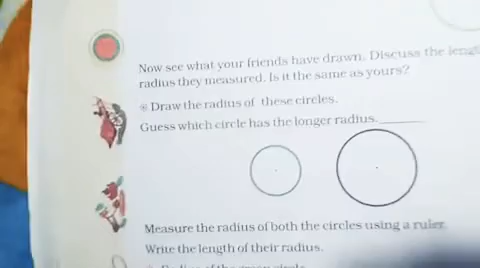 Now see what your friends have drawn. Discuss the
radius they measured. Is it the same as yours?
Draw the radius of these circles.
Guess which circle has the longer radius.
Measure the radius of both the circles using a ruler.
Write the length of their radius.